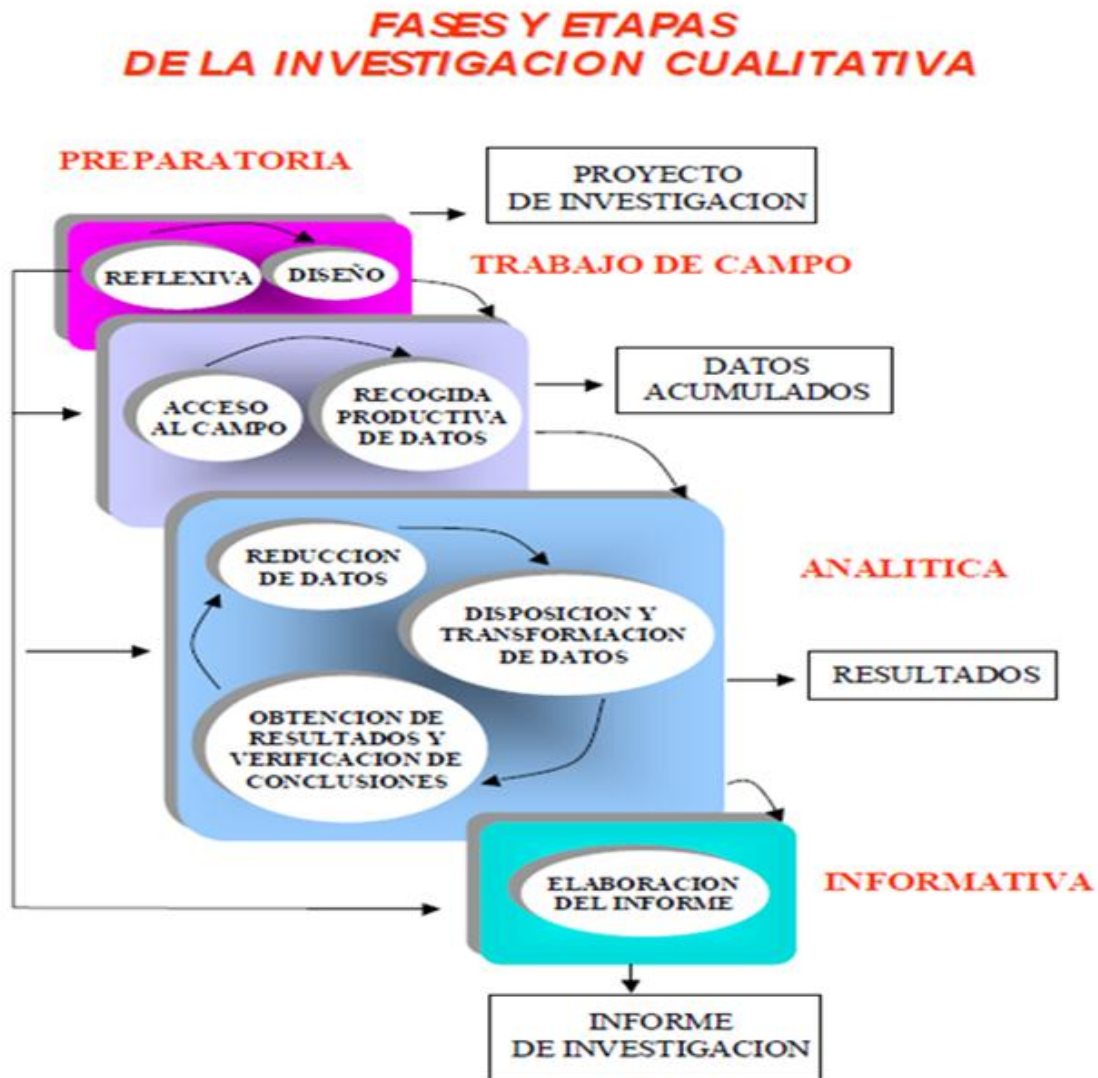 FASES Y ETAPAS
DE LA INVESTIGACION CUALITATIVA
PREPARATORIA
PROYECTO
DE INVESTIGACION
REFLEXIVA
DISEÑO
TRABAJO DE CAMPO
ACCESO
AL CAMPO
RECOGIDA
PRODUCTIVA
DE DATOS
DATOS
ACUMULADOS
REDUCCION
DE DATOS
ANALITICA
DISPOSICION Y
TRANSFORMACION
DE DATOS
RESULTADOS
OBTENCION DE
RESULTADOS Y
VERIFICACION DE
CONCLUSIONES
ELABORACION
DEL INFORME
INFORMATIVA
INFORME
DE INVESTIGACION